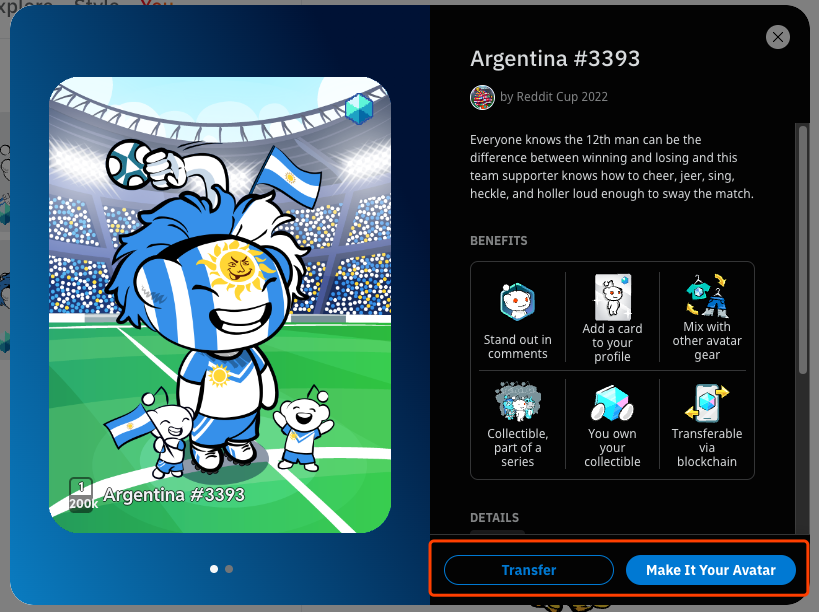 Explore Style You
Argentina #3393
by Reddit Cup 2022
Everyone knows the 12th man can be the
difference between winning and losing and this
team supporter knows how to cheer, jeer, sing,
heckle, and holler loud enough to sway the match.
BENEFITS
Stand out in
comments
Add a card
to your
profile
Mix with
other avatar
gear
Collectible,
part of a
series
You own
your
collectible
Transferable
via
blockchain
DETAILS
1
200k
Argentina #3393
Transfer
Make It Your Avatar